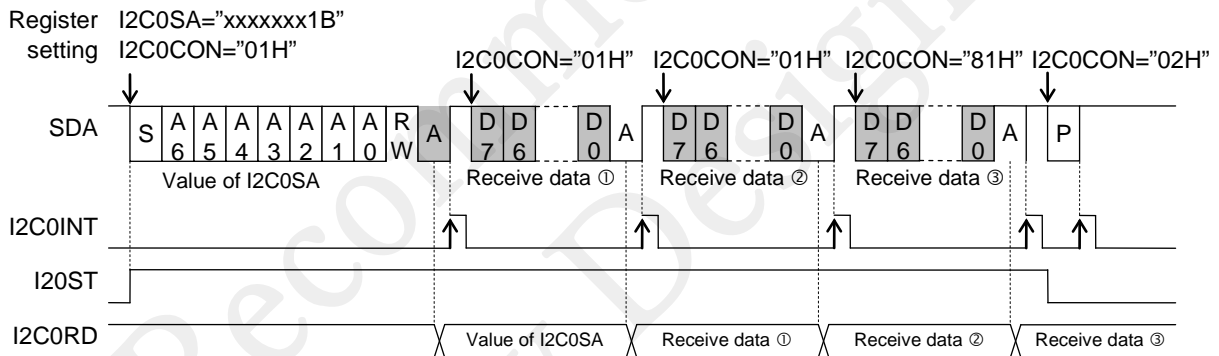 Register I2C0SA=”xxxxxxx1B”
setting I2C0CON=”01H” I2C0CON=”01H” I2C0CON=”01H” I2C0CON=”81H” I2C0CON=”02H”
SDA S A6 A5 A4 A3 A2 A1 A0 RW A D7 D6 D0 A D7 D6 D0 A D7 D6 D0 A P
Value of I2C0SA Receive data ① Receive data ② Receive data ③
I2C0INT
I20ST
I2C0RD Value of I2C0SA Receive data ① Receive data ② Receive data ③